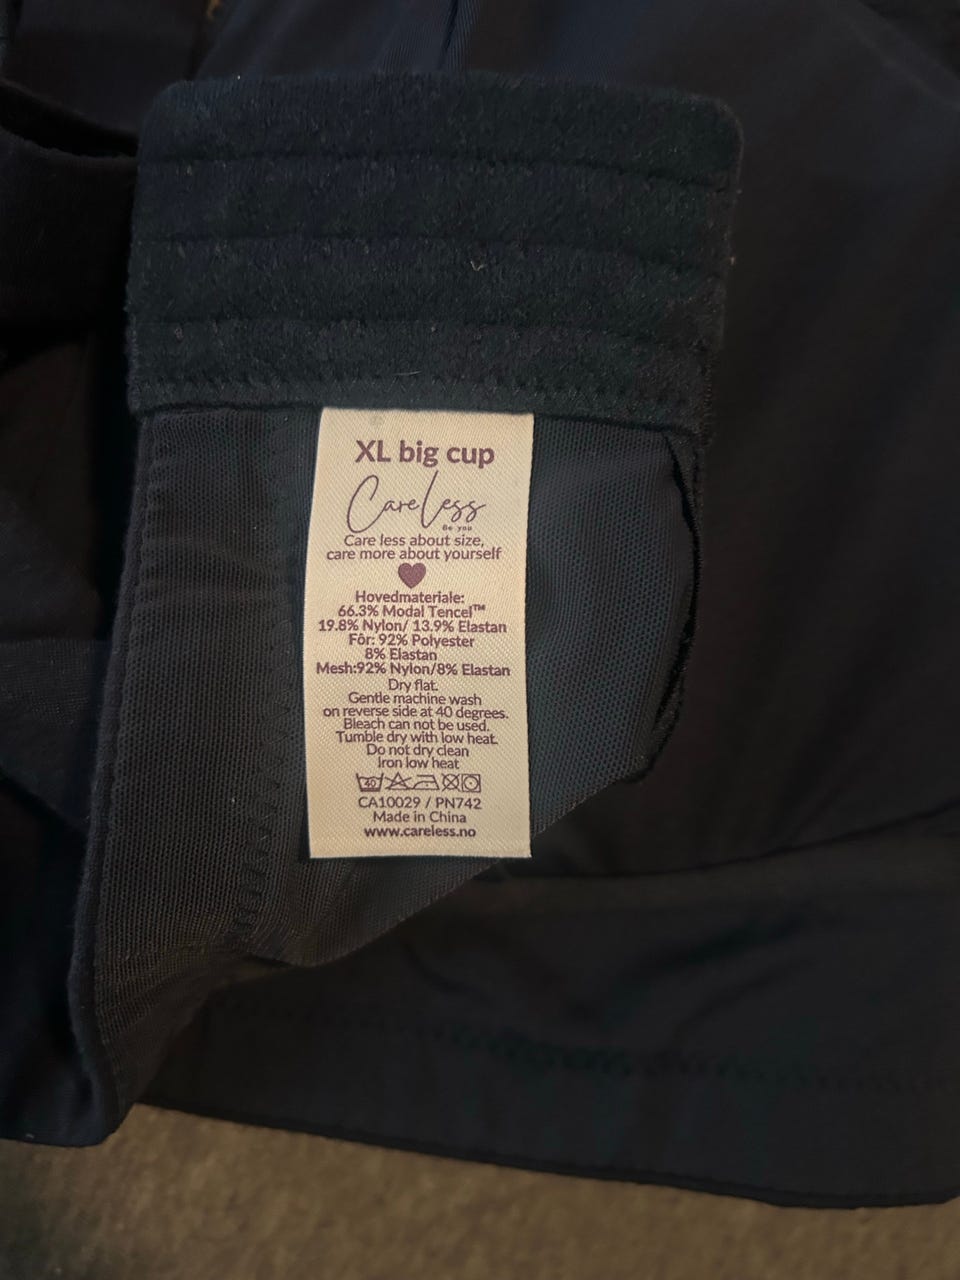 XL big cup
CareLess
Be you
Care less about size,
care more about yourself
Hovedmateriale:
66.3% Modal Tencel™
19.8% Nylon/ 13.9% Elastan
Fôr: 92% Polyester
8% Elastan
Mesh:92% Nylon/8% Elastan
Dry flat.
Gentle machine wash
on reverse side at 40 degrees.
Bleach can not be used.
Tumble dry with low heat.
Do not dry clean
Iron low heat
40
CA10029 / PN742
Made in China
www.careless.no